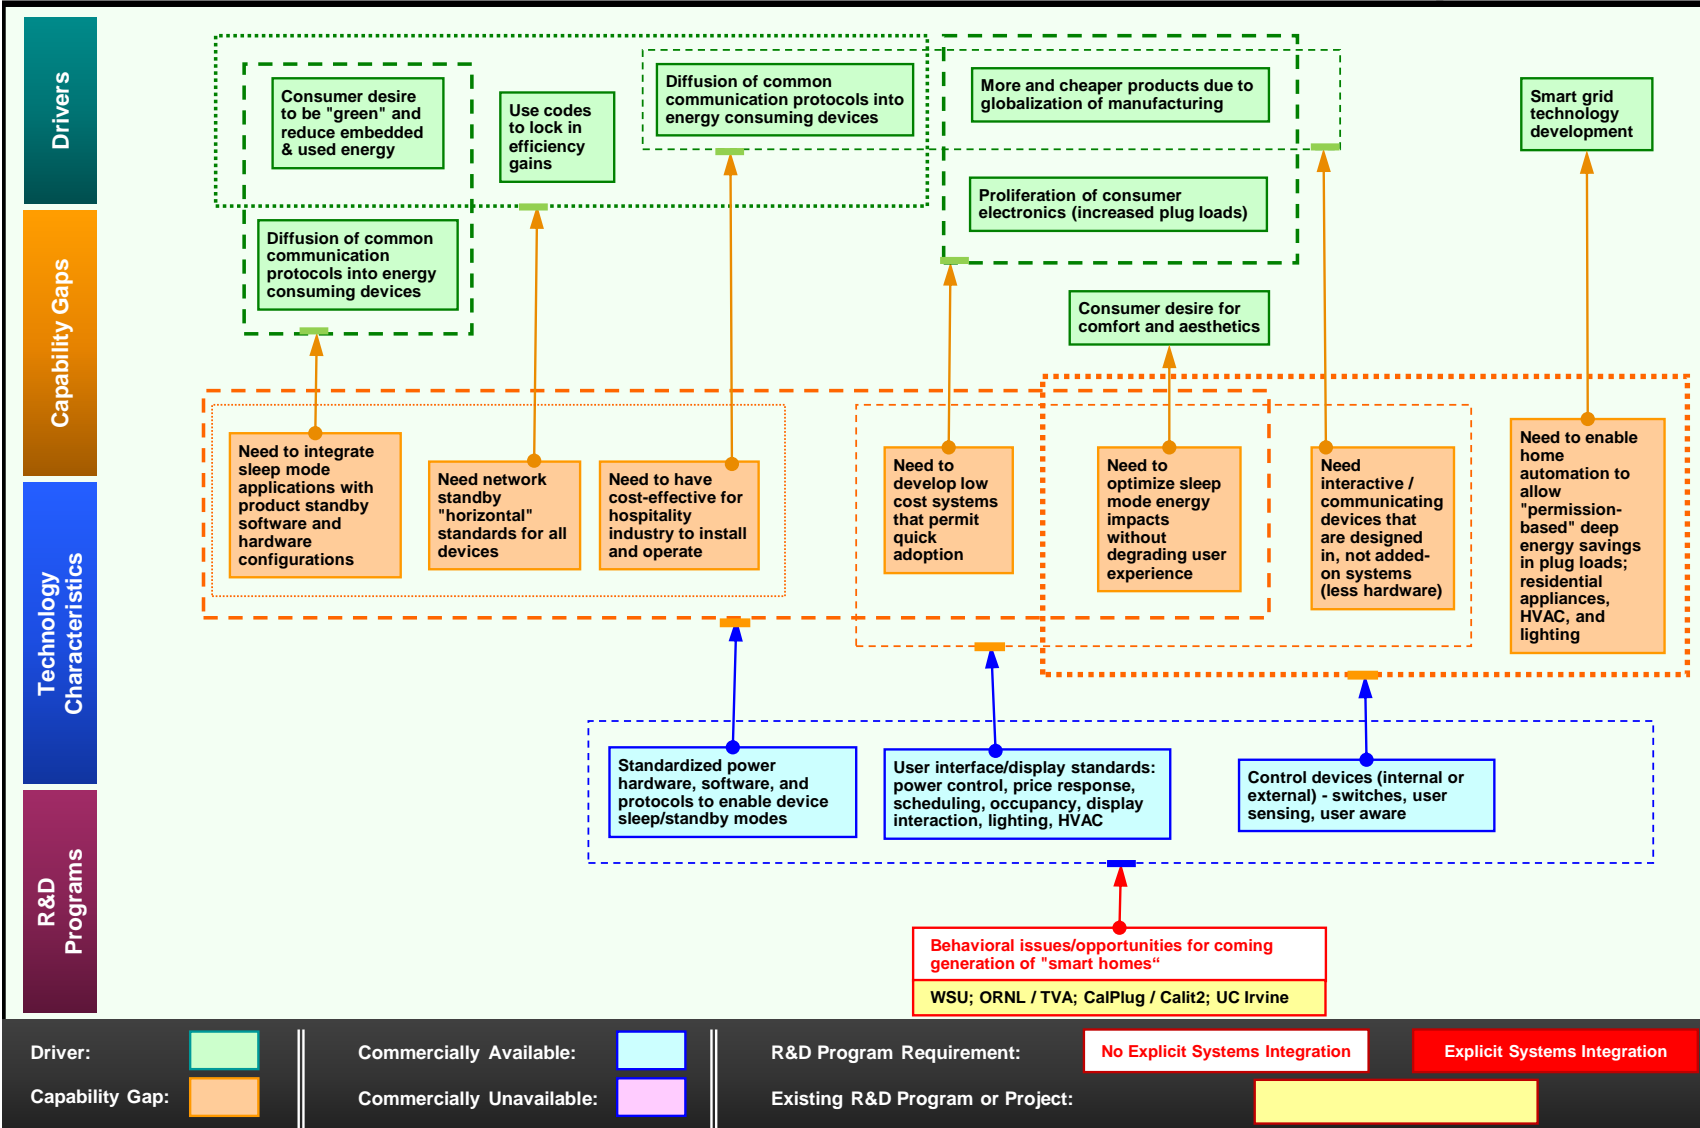 Drivers
Consumer desire
to be "green" and
reduce embedded
& used energy
Use codes
to lock in
efficiency
gains
Diffusion of common
communication protocols into
energy consuming devices
More and cheaper products due to
globalization of manufacturing
Smart grid
technology
development
Proliferation of consumer
electronics (increased plug loads)
Capability Gaps
Diffusion of common
communication
protocols into energy
consuming devices
Consumer desire for
comfort and aesthetics
Need to integrate
sleep mode
applications with
product standby
software and
hardware
configurations
Need network
standby
"horizontal"
standards for all
devices
Need to have
cost-effective for
hospitality
industry to install
and operate
Need to
develop low
cost systems
that permit
quick
adoption
Need to
optimize sleep
mode energy
impacts
without
degrading user
experience
Need
interactive /
communicating
devices that
are designed
in, not added-
on systems
(less hardware)
Need to enable
home
automation to
allow
"permission-
based" deep
energy savings
in plug loads;
residential
appliances,
HVAC, and
lighting
Technology
Characteristics
Standardized power
hardware, software, and
protocols to enable device
sleep/standby modes
User interface/display standards:
power control, price response,
scheduling, occupancy, display
interaction, lighting, HVAC
Control devices (internal or
external) - switches, user
sensing, user aware
R&D
Programs
Behavioral issues/opportunities for coming
generation of "smart homes“
WSU; ORNL / TVA; CalPlug / Calit2; UC Irvine
Driver:
Capability Gap:
Commercially Available:
Commercially Unavailable:
R&D Program Requirement:
No Explicit Systems Integration
Explicit Systems Integration
Existing R&D Program or Project: